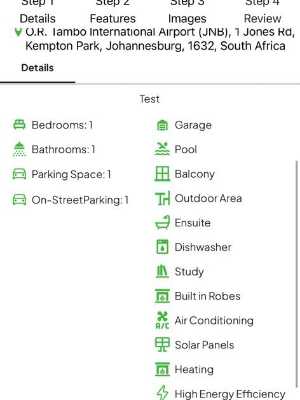 Step 1 Step 2 Step 3 Step 4
Details Features Images Review
O.R. Tambo International Airport (JNB), 1 Jones Rd,
Kempton Park, Johannesburg, 1632, South Africa
Details
Test
Bedrooms: 1
Bathrooms: 1
Parking Space: 1
On-StreetParking: 1
Garage
Pool
Balcony
Outdoor Area
Ensuite
Dishwasher
Study
Built in Robes
A/C
Air Conditioning
Solar Panels
Heating
High Energy Efficiency